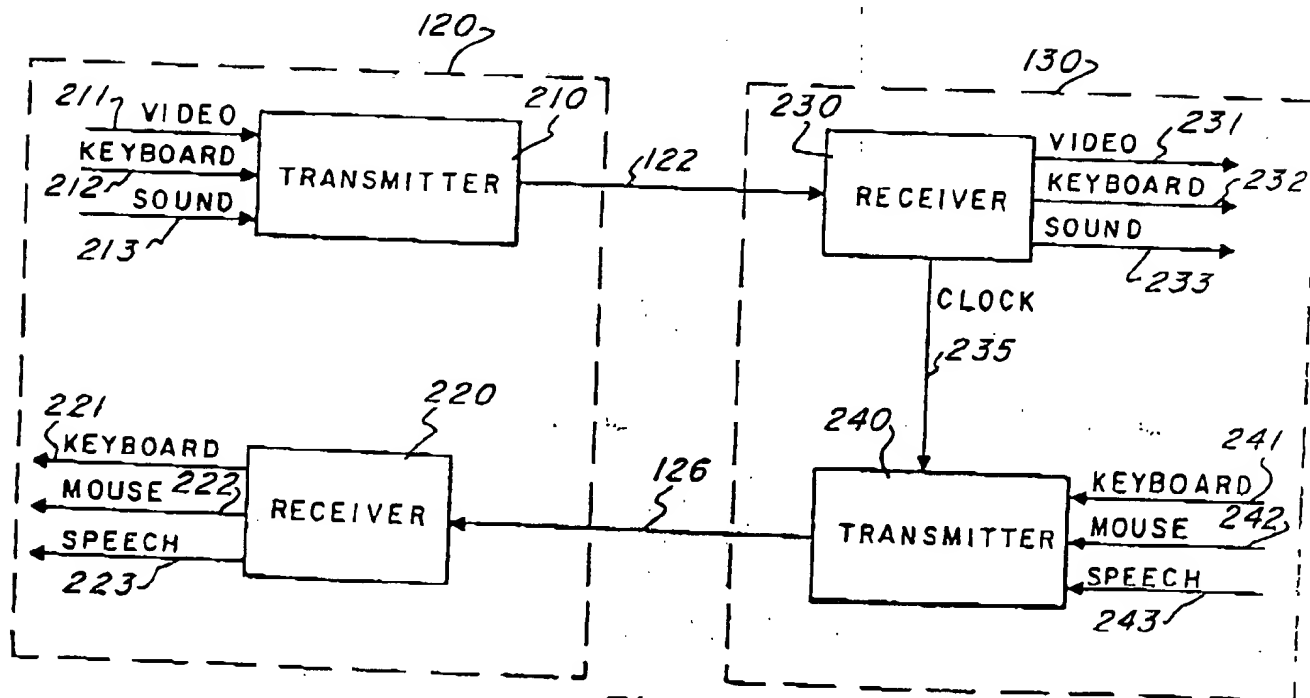 120
130
211
VIDEO
210
KEYBOARD
212
TRANSMITTER
SOUND
213
122
230
VIDEO
231
RECEIVER
KEYBOARD
232
SOUND
233
CLOCK
235
221
220
KEYBOARD
MOUSE 222
RECEIVER
SPEECH
223
126
240
241
KEYBOARD
242
TRANSMITTER
MOUSE
SPEECH
243